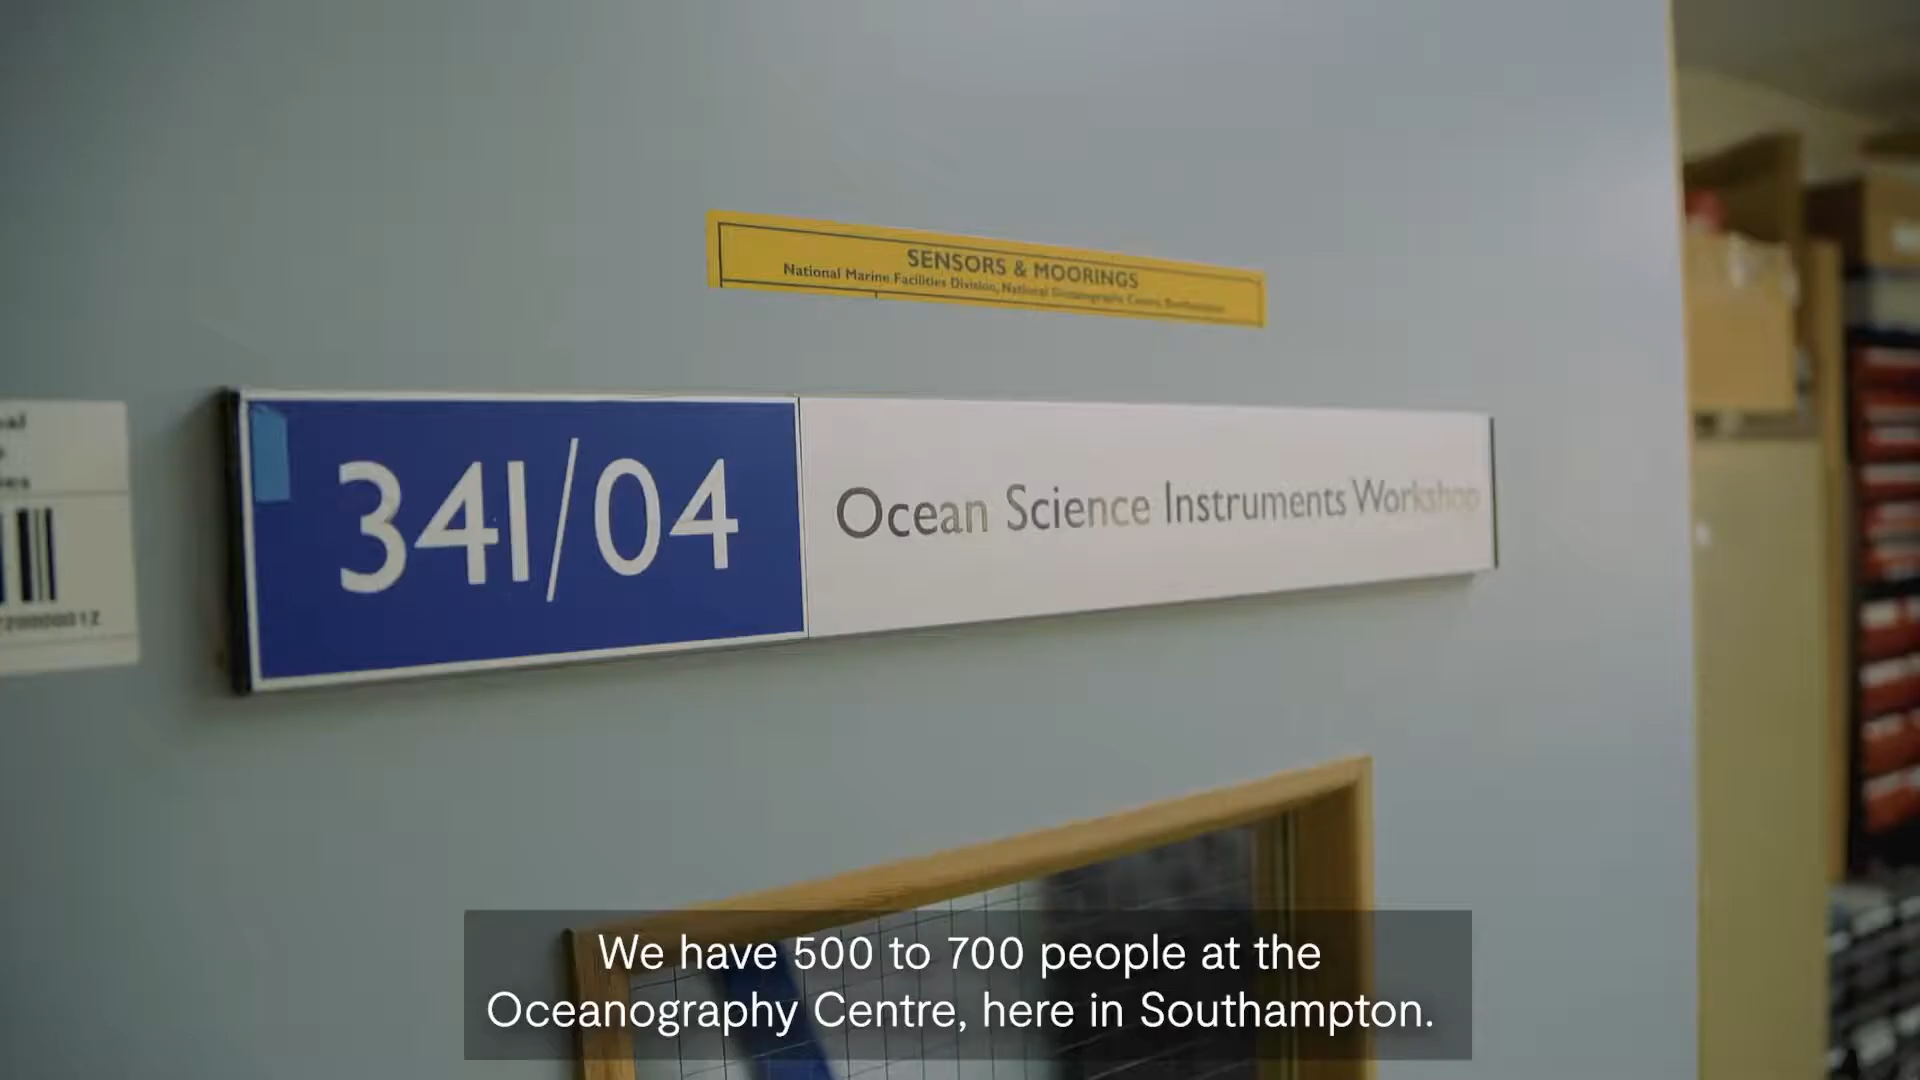 SENSORS & MOORINGS
National Marine Facilities Division, National Oceanography Centre, Southampton
341/04
Ocean Science Instruments Workshop
We have 500 to 700 people at the
Oceanography Centre, here in Southampton.